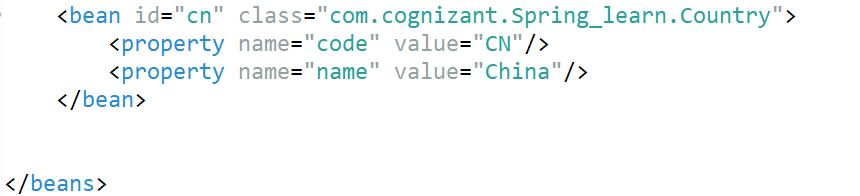 <bean id="cn" class="com.cognizant.Spring_learn.Country">
<property name="code" value="CN"/>
<property name="name" value="China"/>
</bean>
</beans>